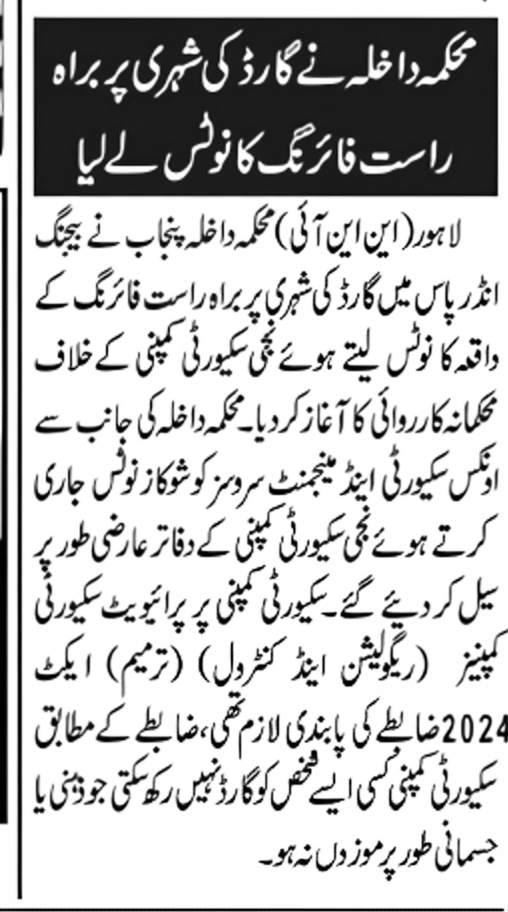 محکمہ داخلہ نے گارڈ کی شہری پر براہ
راست فائرنگ کا نوٹس لے لیا
لاہور(این این آئی)محکمہ داخلہ پنجاب نے بیجنگ
انڈر پاس میں گارڈ کی شہری پر براہ راست فائرنگ کے
واقعہ کا نوٹس لیتے ہوئے نجی سکیورٹی کمپنی کے خلاف
محکمانہ کارروائی کا آغاز کر دیا۔محکمہ داخلہ کی جانب سے
اونکس سکیورٹی اینڈ مینجمنٹ سروسز کو شوکاز نوٹس جاری
کرتے ہوئے نجی سکیورٹی کمپنی کے دفاتر عارضی طور پر
سیل کر دیئے گئے۔سکیورٹی کمپنی پر پرائیویٹ سکیورٹی
کمپنیز (ریگولیشن اینڈ کنٹرول) (ترمیم) ایکٹ
2024 ضابطے کی پابندی لازم تھی،ضابطے کے مطابق
سکیورٹی کمپنی کسی ایسے شخص کو گارڈ نہیں رکھ سکتی جو ذہنی یا
جسمانی طور پر موزوں نہ ہو۔